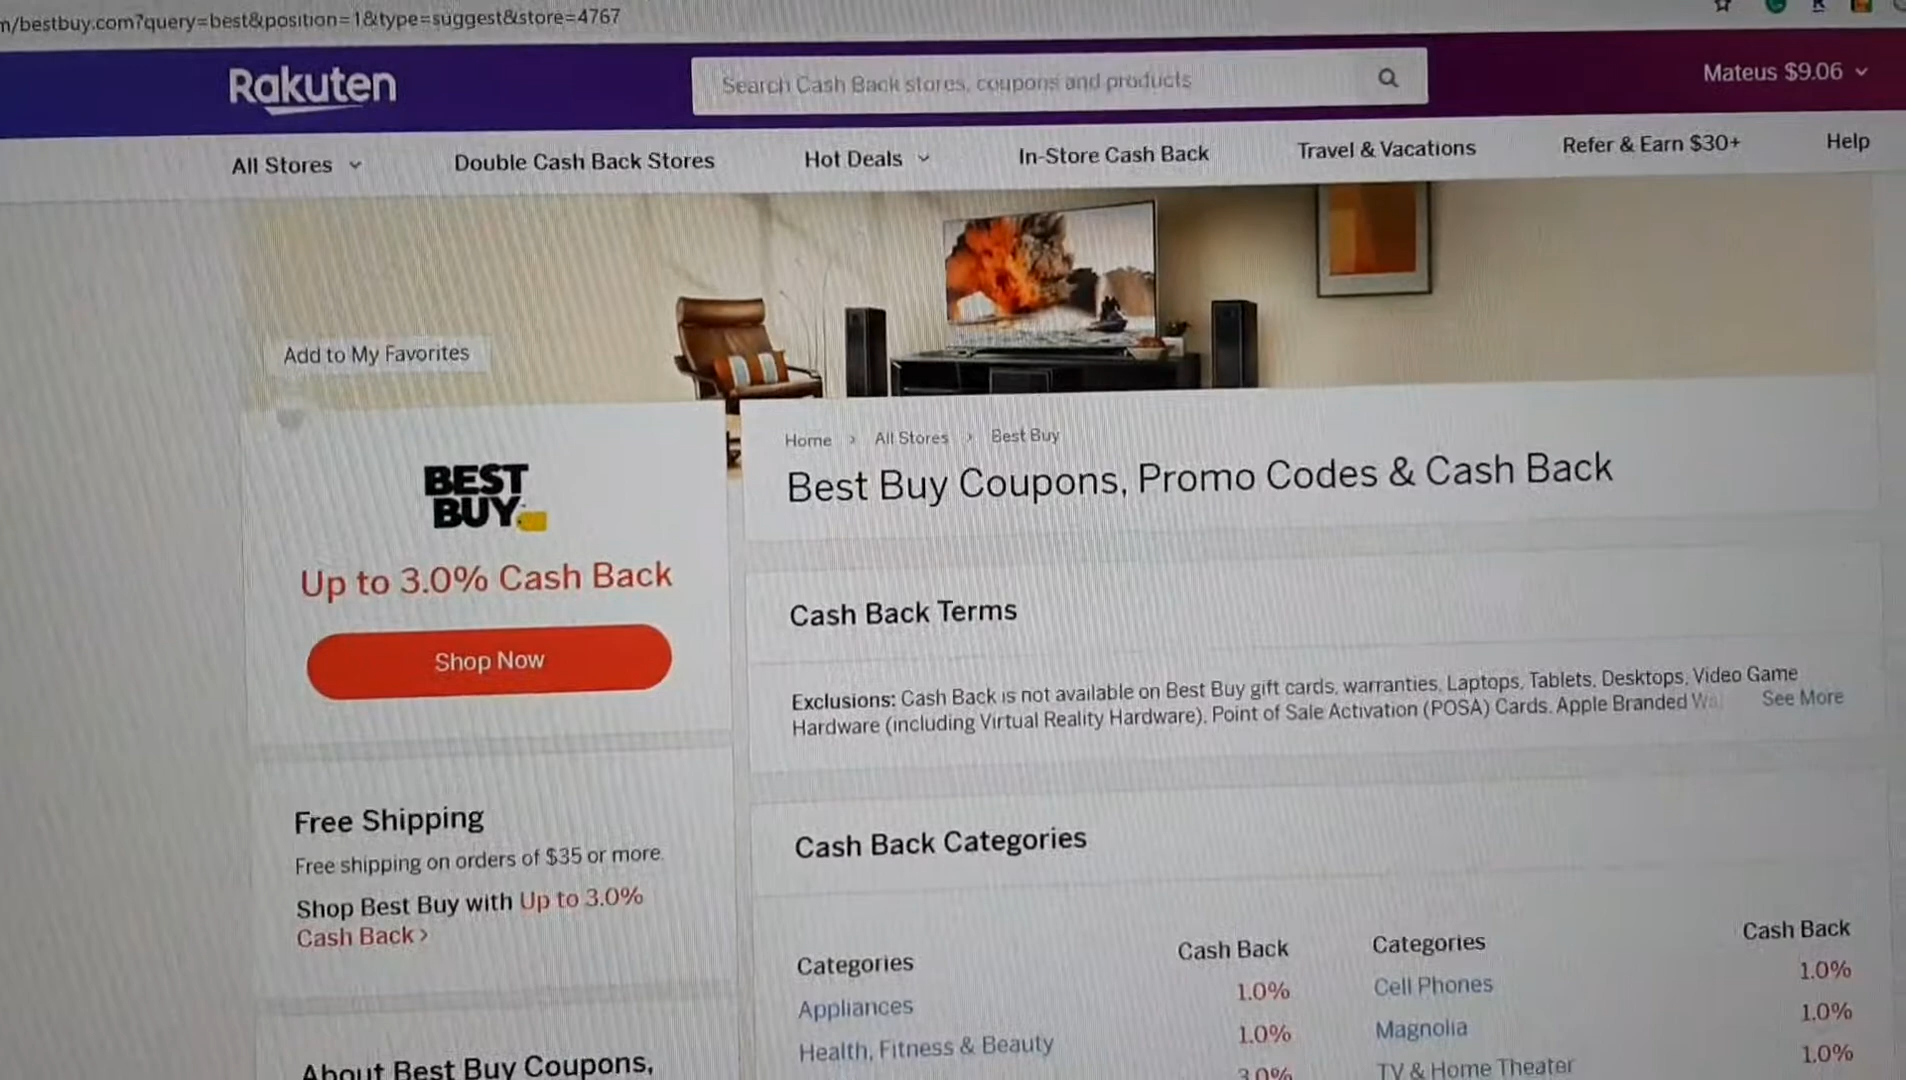 /bestbuy.com?query=best&position=1&type=suggest&store=4767
Rakuten
Search Cash Back stores, coupons and products
Mateus $9.06
All Stores
Double Cash Back Stores
Hot Deals
In-Store Cash Back
Travel & Vacations
Refer & Earn $30+
Help
Add to My Favorites
BEST
BUY
Up to 3.0% Cash Back
Shop Now
Free Shipping
Free shipping on orders of $35 or more.
Shop Best Buy with Up to 3.0%
Cash Back >
About Best Buy Coupons,
Home > All Stores > Best Buy
Best Buy Coupons, Promo Codes & Cash Back
Cash Back Terms
Exclusions: Cash Back is not available on Best Buy gift cards, warranties, Laptops, Tablets, Desktops, Video Game
Hardware (including Virtual Reality Hardware), Point of Sale Activation (POSA) Cards, Apple Branded See More
Cash Back Categories
Categories Cash Back Categories Cash Back
Appliances 1.0% Cell Phones 1.0%
Health, Fitness & Beauty 1.0% Magnolia 1.0%
3.0% TV & Home Theater 1.0%